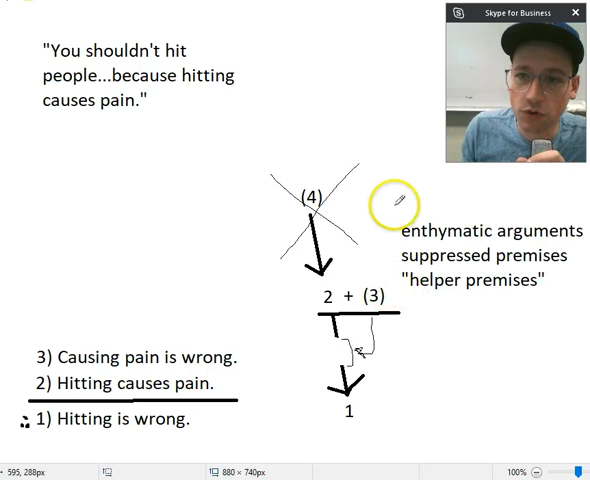 Skype for Business
"You shouldn't hit
people...because hitting
causes pain."
(4)
enthymatic arguments
suppressed premises
"helper premises"
2 + (3)
3) Causing pain is wrong.
2) Hitting causes pain.
1) Hitting is wrong.
1
595, 288px
880 × 740px
100%